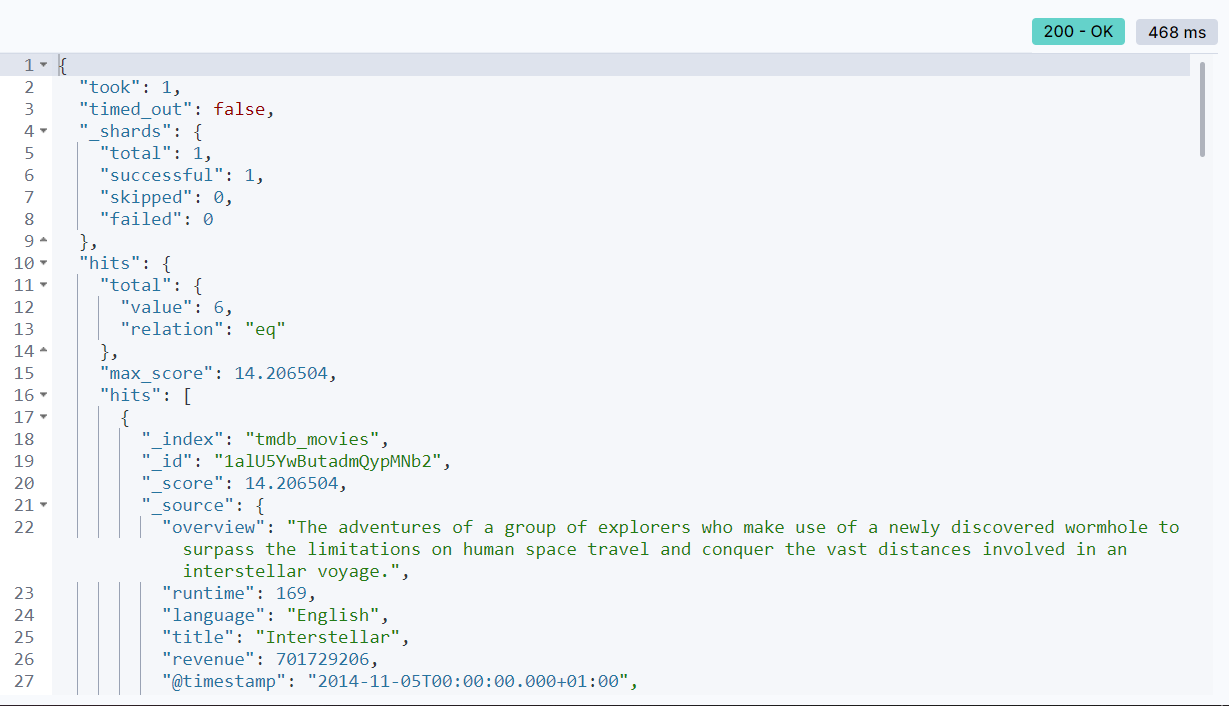 200 - OK 468 ms
1 {
2 "took": 1,
3 "timed_out": false,
4 "_shards": {
5 "total": 1,
6 "successful": 1,
7 "skipped": 0,
8 "failed": 0
9 },
10 "hits": {
11 "total": {
12 "value": 6,
13 "relation": "eq"
14 },
15 "max_score": 14.206504,
16 "hits": [
17 {
18 "_index": "tmdb_movies",
19 "_id": "1alU5YwButadmQypMNb2",
20 "_score": 14.206504,
21 "_source": {
22 "overview": "The adventures of a group of explorers who make use of a newly discovered wormhole to
surpass the limitations on human space travel and conquer the vast distances involved in an
interstellar voyage.",
23 "runtime": 169,
24 "language": "English",
25 "title": "Interstellar",
26 "revenue": 701729206,
27 "@timestamp": "2014-11-05T00:00:00.000+01:00",